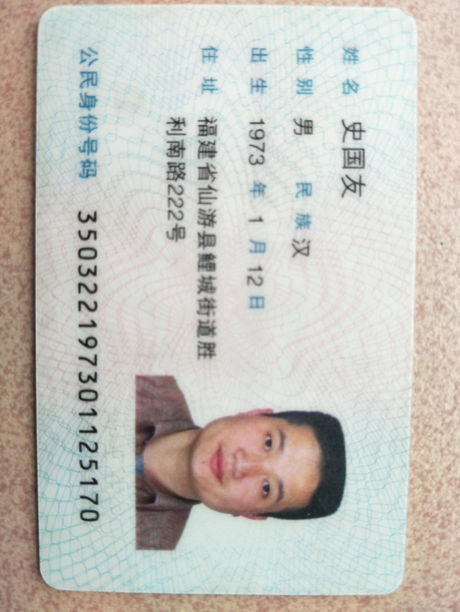 姓名 史国友
性别 男 民族 汉
出生 1973 年 1 月 12 日
住址 福建省仙游县鲤城街道胜
利南路222号
公民身份号码 350322197301125170